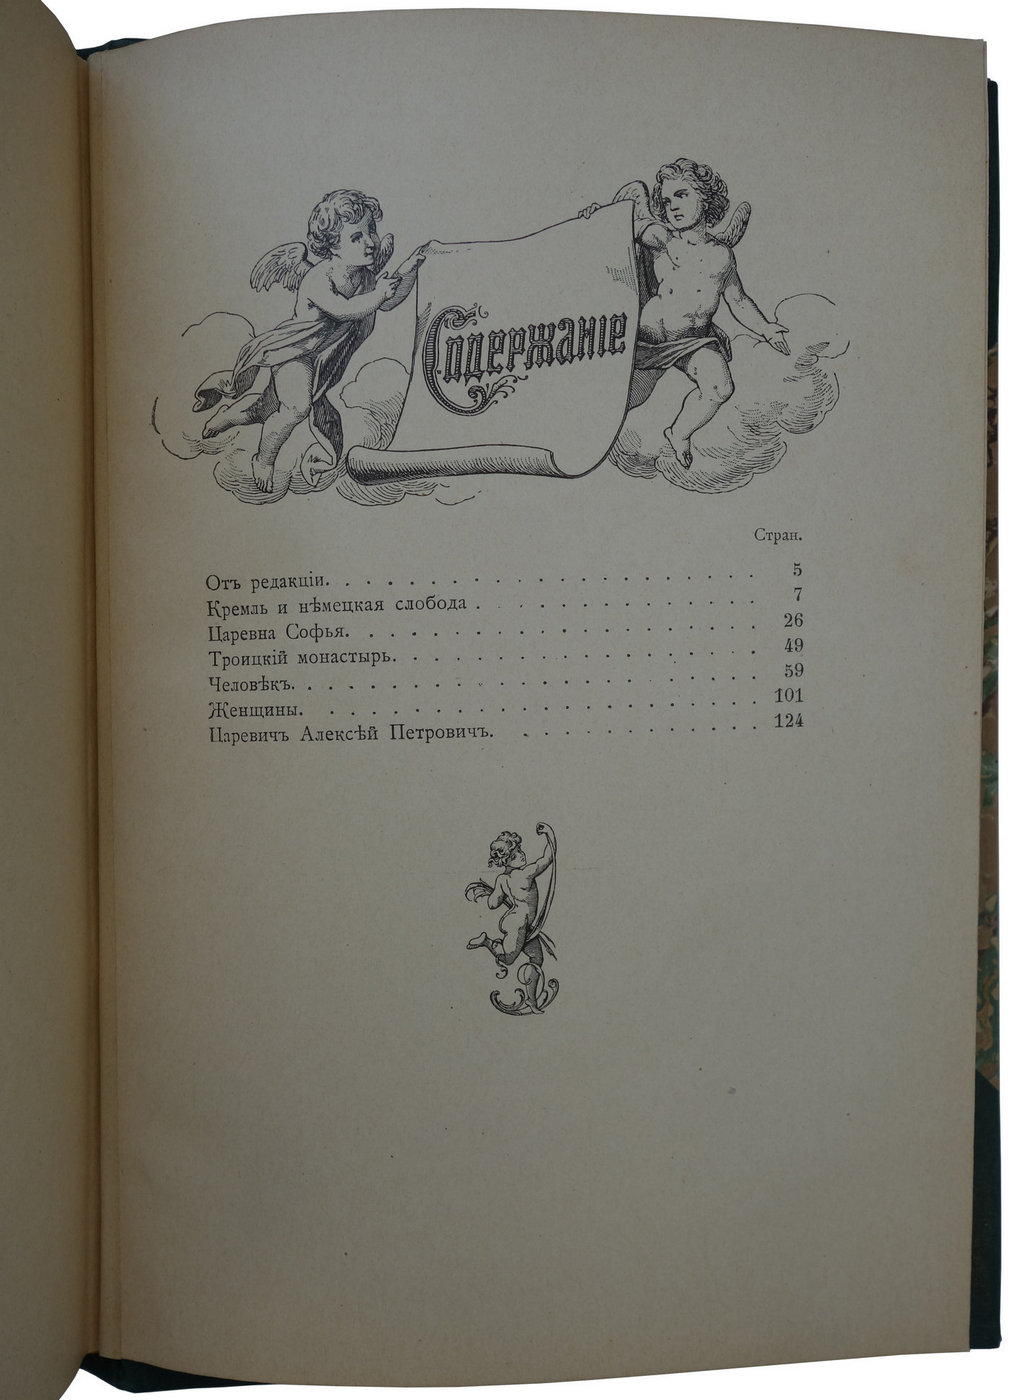 Содержаніе
Стран.
Отъ редакціи. . . . . . . . . . . . . . . . . . . . . . 5
Кремль и нѣмецкая слобода . . . . . . . . . . . . . . 7
Царевна Софья. . . . . . . . . . . . . . . . . . . . . 26
Троицкій монастырь. . . . . . . . . . . . . . . . . . 49
Человѣкъ. . . . . . . . . . . . . . . . . . . . . . . 59
Женщины. . . . . . . . . . . . . . . . . . . . . . . 101
Царевичъ Алексѣй Петровичъ. . . . . . . . . . . . . 124